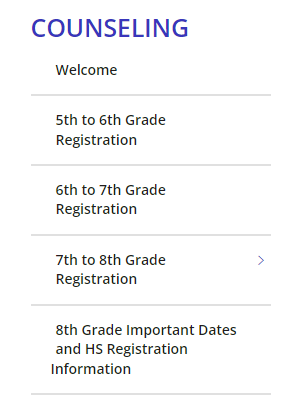 COUNSELING
Welcome
5th to 6th Grade
Registration
6th to 7th Grade
Registration
7th to 8th Grade
Registration
8th Grade Important Dates
and HS Registration
Information